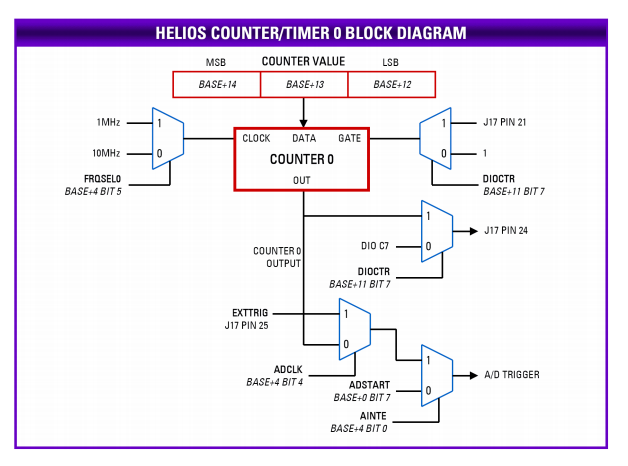 HELIOS COUNTER/TIMER 0 BLOCK DIAGRAM
MSB COUNTER VALUE LSB
BASE+14 BASE+13 BASE+12
1MHz 1
10MHz 0
FRQSEL0
BASE+4 BIT 5
CLOCK DATA GATE
COUNTER 0
OUT
1 J17 PIN 21
0 1
DIOCTR
BASE+11 BIT 7
COUNTER 0
OUTPUT
1 J17 PIN 24
DIO C7 0
DIOCTR
BASE+11 BIT 7
EXTTRIG 1
J17 PIN 25
0
ADCLK
BASE+4 BIT 4
1 A/D TRIGGER
ADSTART 0
BASE+0 BIT 7
AINTE
BASE+4 BIT 0